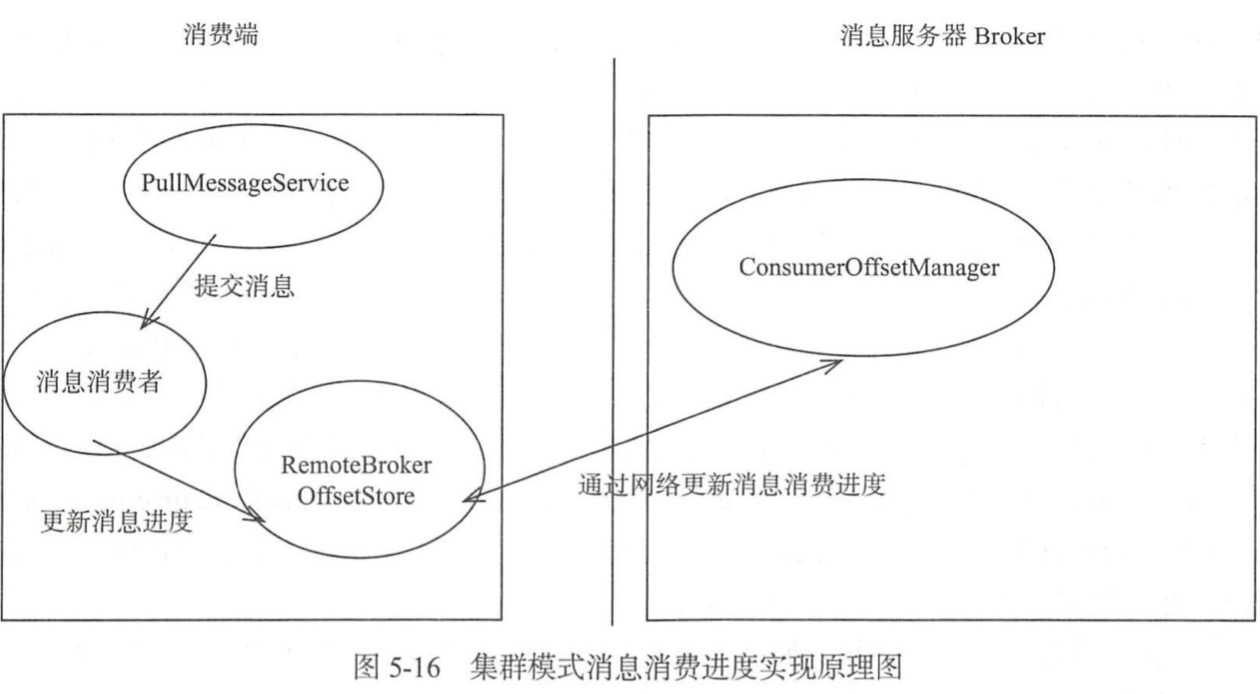 消费端
消息服务器 Broker
PullMessageService
提交消息
消息消费者
RemoteBroker
OffsetStore
更新消息进度
ConsumerOffsetManager
通过网络更新消息消费进度
图 5-16 集群模式消息消费进度实现原理图